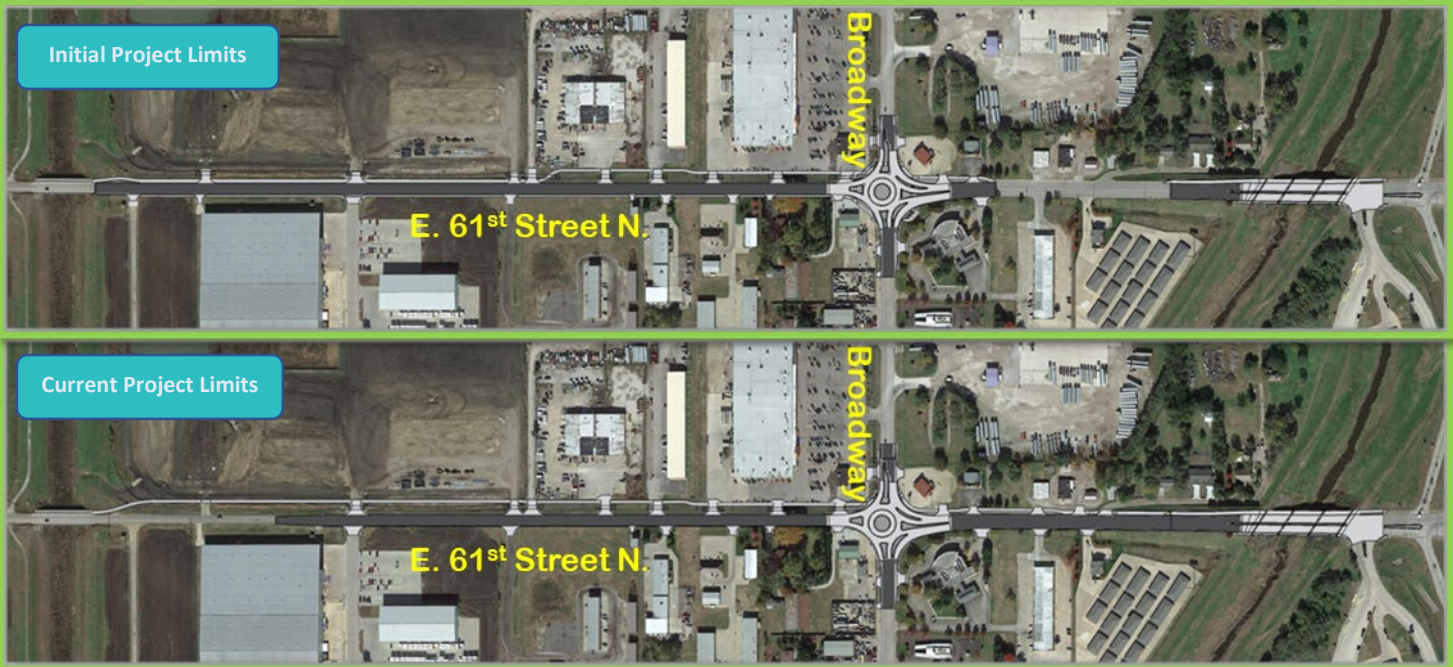 Initial Project Limits
Broadway
E. 61st Street N.
Current Project Limits
Broadway
E. 61st Street N.